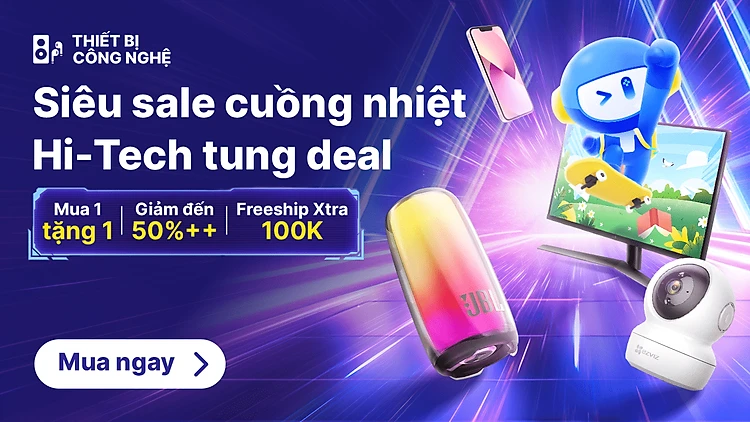 THIẾT BỊ
CÔNG NGHỆ
Siêu sale cuồng nhiệt
Hi-Tech tung deal
Mua 1
tặng 1
Giảm đến
50%++
Freeship Xtra
100K
Mua ngay
JBL
EZVIZ